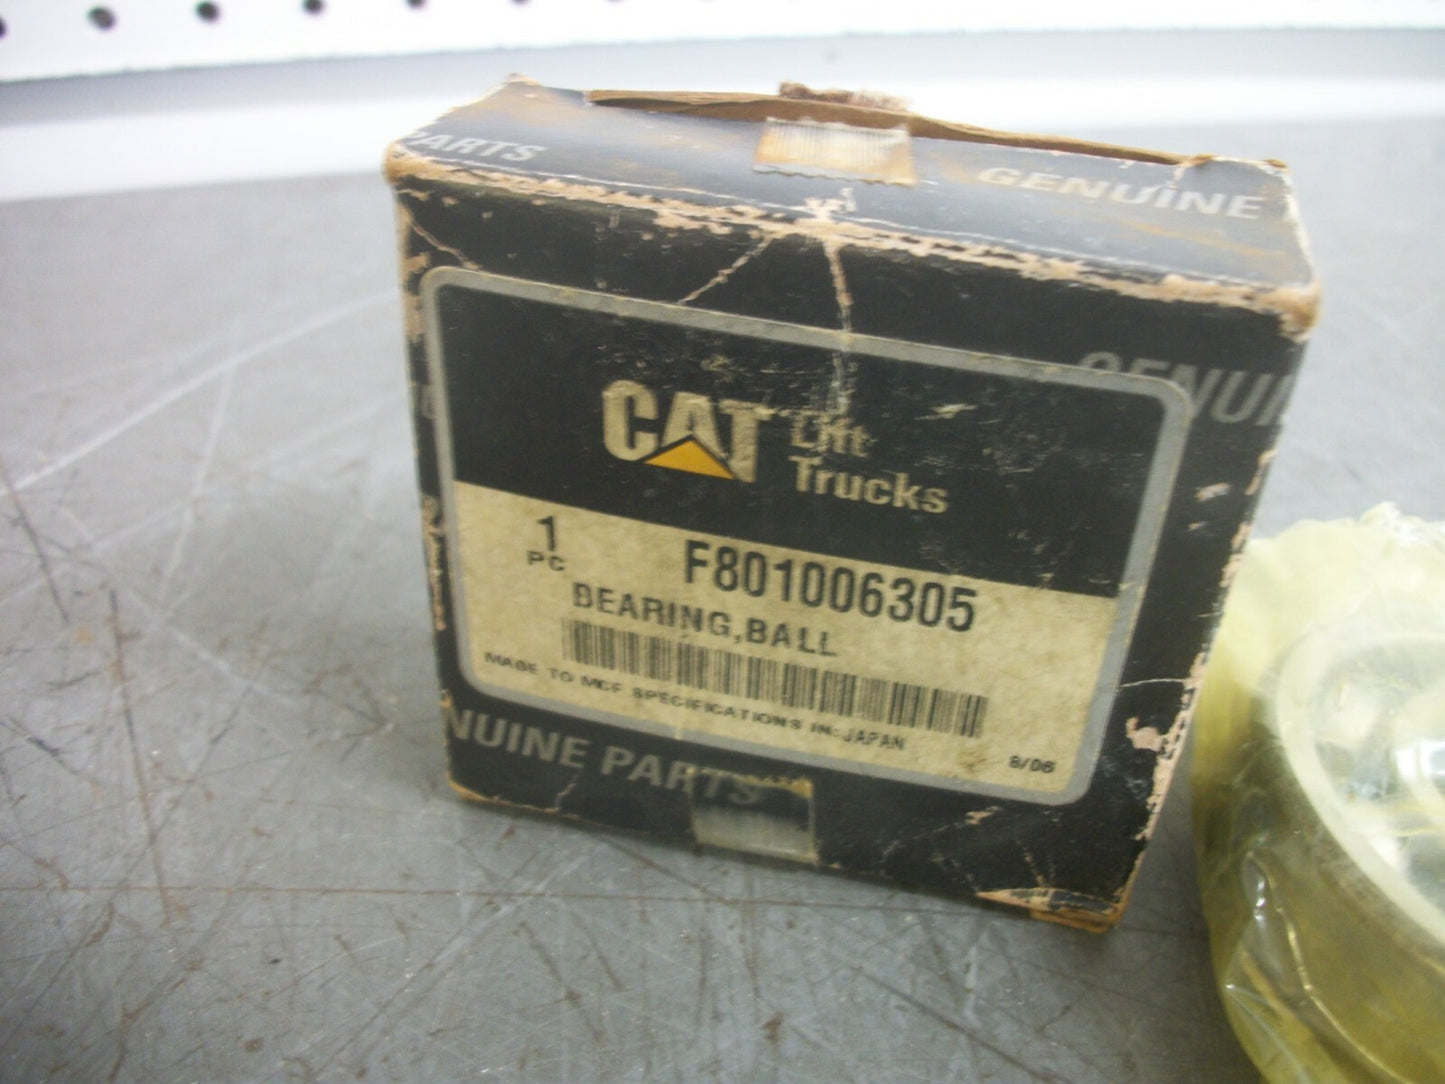 PARTS
GENUINE
GENUI
CAT Lift
Trucks
1
PC
F801006305
BEARING,BALL
MADE TO MCF SPECIFICATIONS IN:JAPAN
8/06
NUINE PARTS